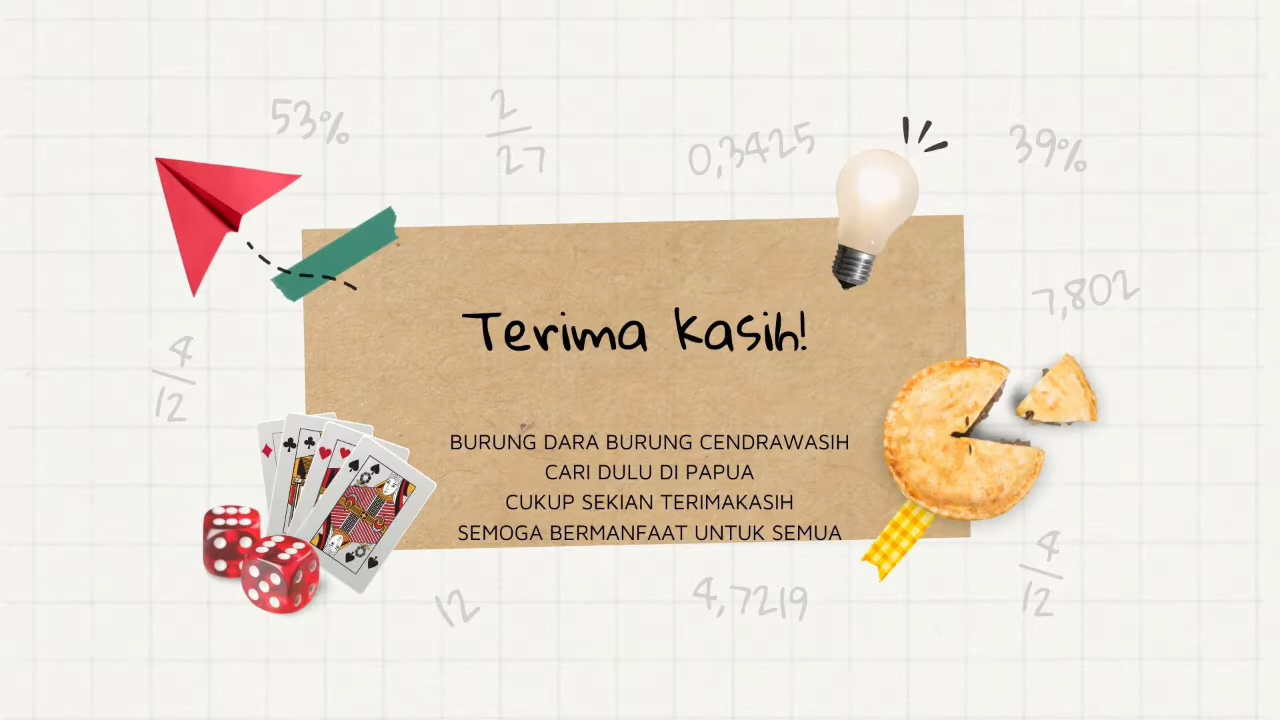 53%
2
27
0,3425
39%
7,802
Terima kasih!
4
12
BURUNG DARA BURUNG CENDRAWASIH
CARI DULU DI PAPUA
CUKUP SEKIAN TERIMAKASIH
SEMOGA BERMANFAAT UNTUK SEMUA
4
12
12
4,7219